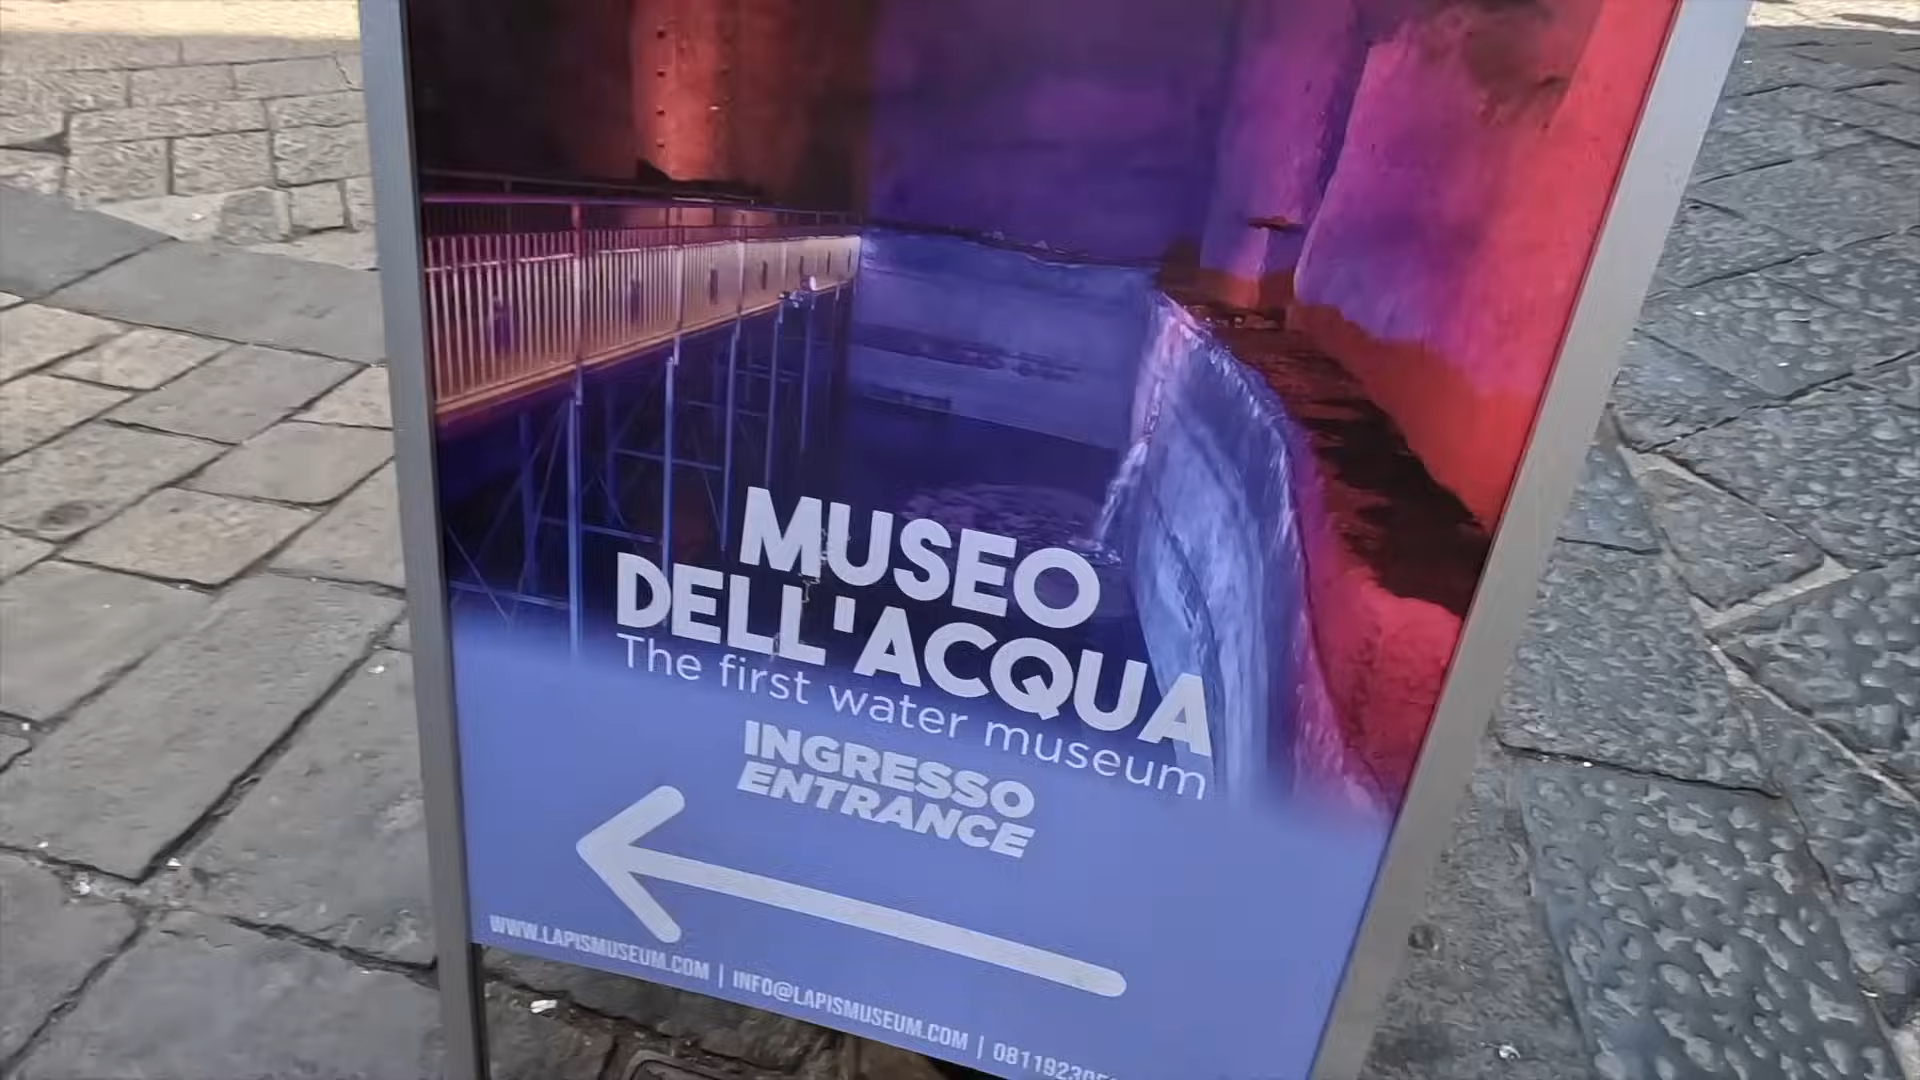 MUSEO
DELL'ACQUA
The first water museum
INGRESSO
ENTRANCE
WWW.LAPISMUSEUM.COM | INFO@LAPISMUSEUM.COM |